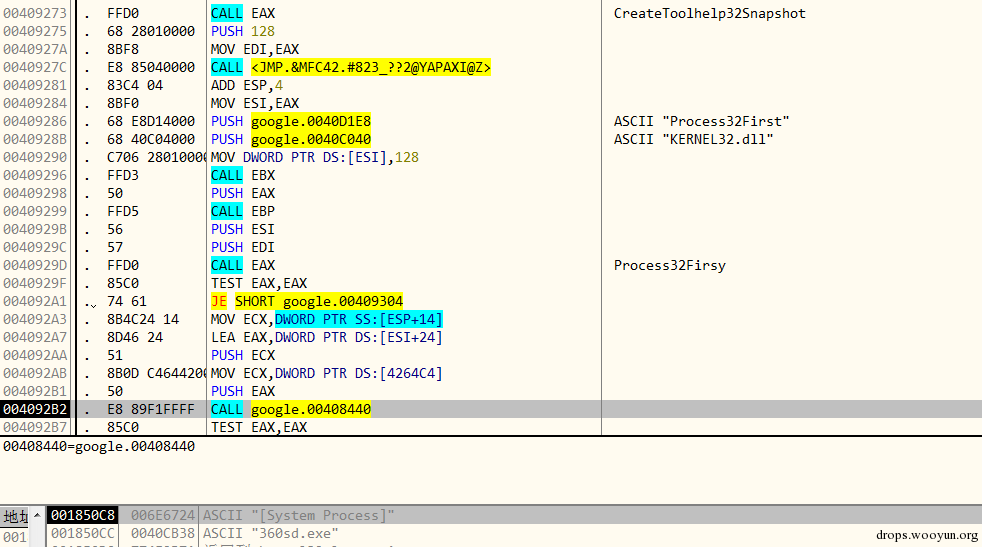 00409273 . FFD0 CALL EAX CreateToolhelp32Snapshot
00409275 . 68 28010000 PUSH 128
0040927A . 8BF8 MOV EDI,EAX
0040927C . E8 85040000 CALL <JMP.&MFC42.#823_??2@YAPAXI@Z>
00409281 . 83C4 04 ADD ESP,4
00409284 . 8BF0 MOV ESI,EAX
00409286 . 68 E8D14000 PUSH google.0040D1E8 ASCII "Process32First"
0040928B . 68 40C04000 PUSH google.0040C040 ASCII "KERNEL32.dll"
00409290 . C706 28010000 MOV DWORD PTR DS:[ESI],128
00409296 . FFD3 CALL EBX
00409298 . 50 PUSH EAX
00409299 . FFD5 CALL EBP
0040929B . 56 PUSH ESI
0040929C . 57 PUSH EDI
0040929D . FFD0 CALL EAX Process32Firsy
0040929F . 85C0 TEST EAX,EAX
004092A1 .⌄ 74 61 JE SHORT google.00409304
004092A3 . 8B4C24 14 MOV ECX,DWORD PTR SS:[ESP+14]
004092A7 . 8D46 24 LEA EAX,DWORD PTR DS:[ESI+24]
004092AA . 51 PUSH ECX
004092AB . 8B0D C4644200 MOV ECX,DWORD PTR DS:[4264C4]
004092B1 . 50 PUSH EAX
004092B2 . E8 89F1FFFF CALL google.00408440
004092B7 . 85C0 TEST EAX,EAX
00408440=google.00408440
地址 001850C8 006E6724 ASCII "[System Process]"
001 001850CC 0040CB38 ASCII "360sd.exe"
drops.wooyun.org